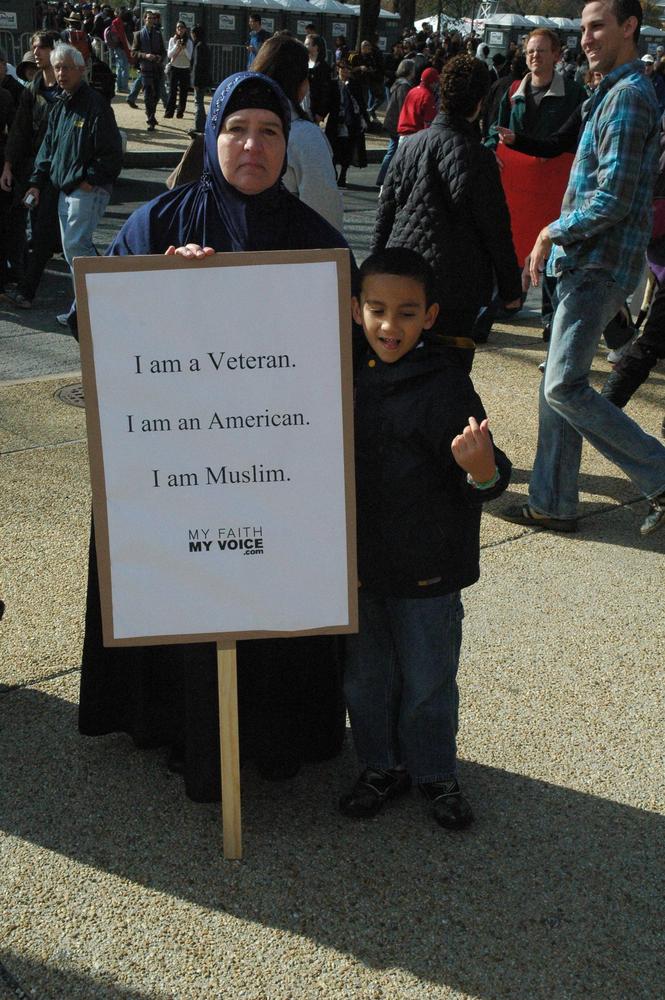 I am a Veteran.
I am an American.
I am Muslim.
MY FAITH
MY VOICE
.com